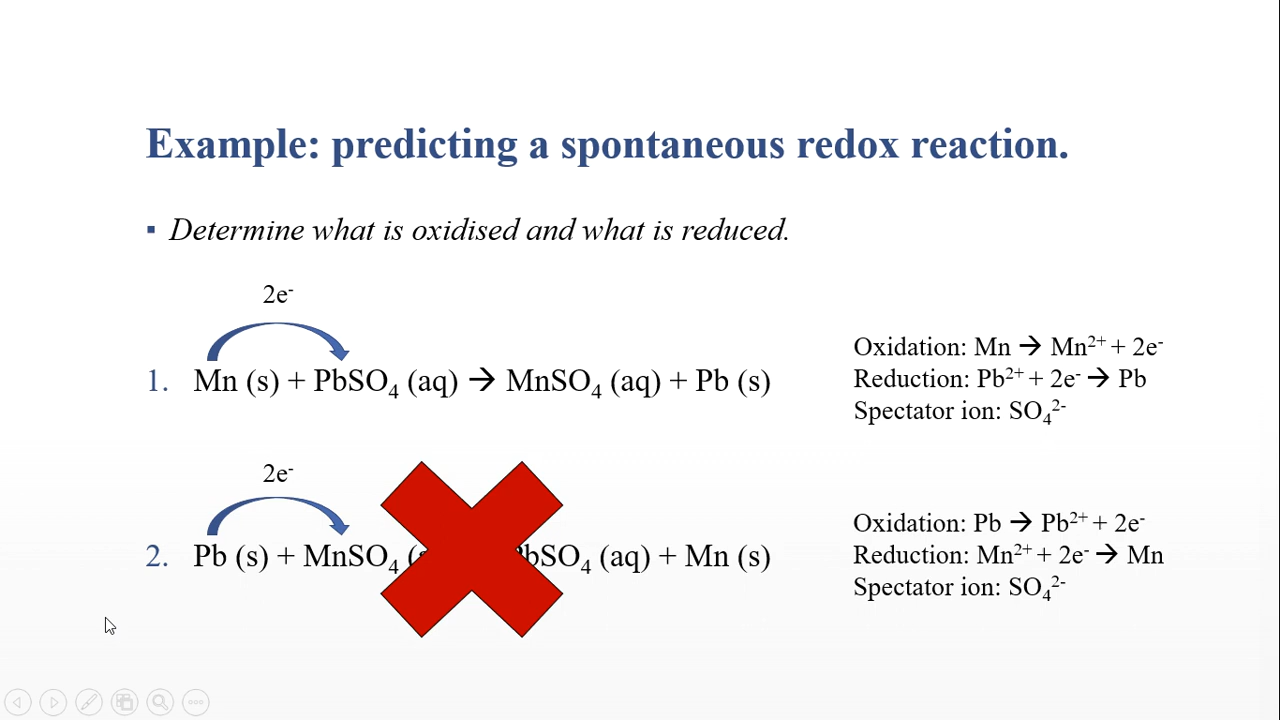 Example: predicting a spontaneous redox reaction.
▪ Determine what is oxidised and what is reduced.
2e⁻
1. Mn (s) + PbSO₄ (aq) → MnSO₄ (aq) + Pb (s)
Oxidation: Mn → Mn²⁺ + 2e⁻
Reduction: Pb²⁺ + 2e⁻ → Pb
Spectator ion: SO₄²⁻
2e⁻
2. Pb (s) + MnSO₄ bSO₄ (aq) + Mn (s)
Oxidation: Pb → Pb²⁺ + 2e⁻
Reduction: Mn²⁺ + 2e⁻ → Mn
Spectator ion: SO₄²⁻